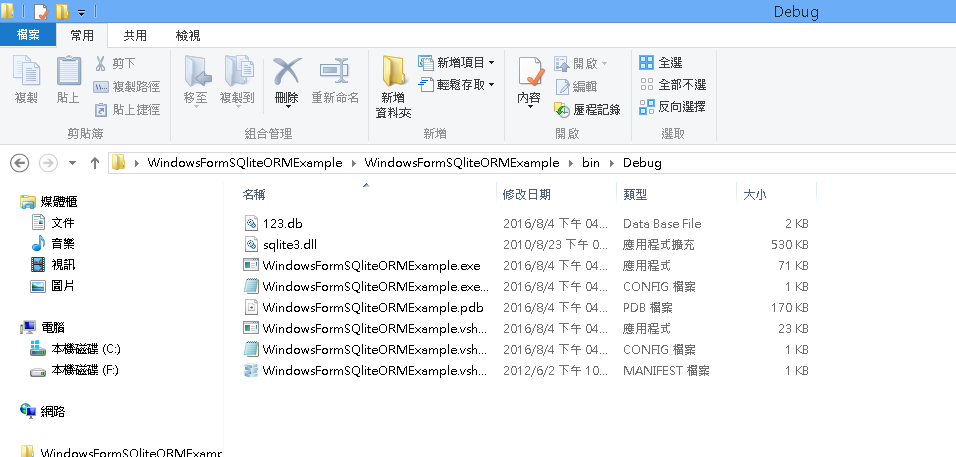 Debug
檔案 常用 共用 檢視
複製
貼上
剪下
複製路徑
貼上捷徑
剪貼簿
移至
複製到
刪除
重新命名
組合管理
新增
資料夾
新增項目
輕鬆存取
新增
內容
開啟
編輯
歷程記錄
開啟
全選
全部不選
反向選擇
選取
WindowsFormSQliteORMExample WindowsFormSQliteORMExample bin Debug
媒體櫃
文件
音樂
視訊
圖片
電腦
本機磁碟 (C:)
本機磁碟 (F:)
網路
WindowsFormSQliteORMExamp
名稱 修改日期 類型 大小
123.db 2016/8/4 下午 04... Data Base File 2 KB
sqlite3.dll 2010/8/23 下午 0... 應用程式擴充 530 KB
WindowsFormSQliteORMExample.exe 2016/8/4 下午 04... 應用程式 71 KB
WindowsFormSQliteORMExample.exe... 2016/8/4 下午 04... CONFIG 檔案 1 KB
WindowsFormSQliteORMExample.pdb 2016/8/4 下午 04... PDB 檔案 170 KB
WindowsFormSQliteORMExample.vsh... 2016/8/4 下午 04... 應用程式 23 KB
WindowsFormSQliteORMExample.vsh... 2016/8/4 下午 04... CONFIG 檔案 1 KB
WindowsFormSQliteORMExample.vsh... 2012/6/2 下午 10... MANIFEST 檔案 1 KB